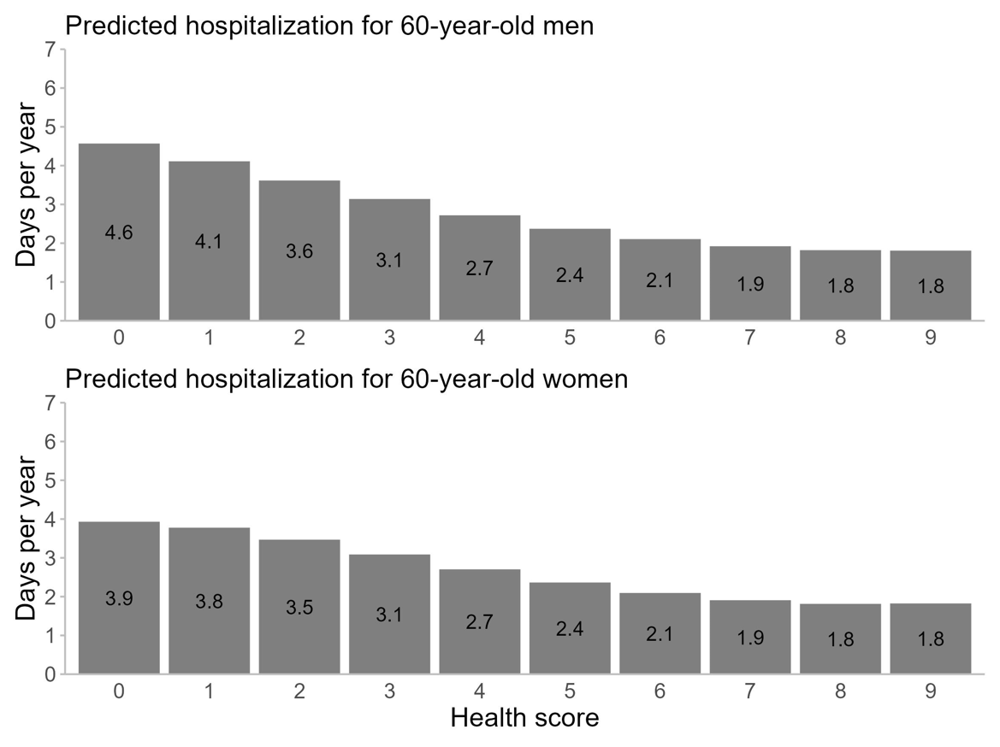 Predicted hospitalization for 60-year-old men
Days per year
7
6
5
4
3
2
1
0
4.6 4.1 3.6 3.1 2.7 2.4 2.1 1.9 1.8 1.8
0 1 2 3 4 5 6 7 8 9
Predicted hospitalization for 60-year-old women
Days per year
7
6
5
4
3
2
1
0
3.9 3.8 3.5 3.1 2.7 2.4 2.1 1.9 1.8 1.8
0 1 2 3 4 5 6 7 8 9
Health score